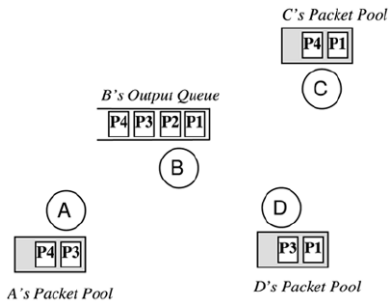 C's Packet Pool
P4 P1
C
B's Output Queue
P4 P3 P2 P1
B
A
P4 P3
A's Packet Pool
D
P3 P1
D's Packet Pool